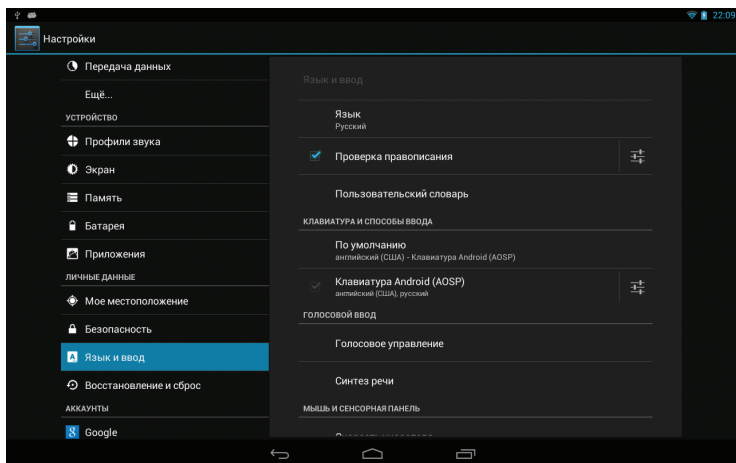 22:09
Настройки
Передача данных
Ещё...
УСТРОЙСТВО
Профили звука
Экран
Память
Батарея
Приложения
ЛИЧНЫЕ ДАННЫЕ
Мое местоположение
Безопасность
A Язык и ввод
Восстановление и сброс
АККАУНТЫ
8 Google
Язык и ввод
Язык
Русский
Проверка правописания
Пользовательский словарь
КЛАВИАТУРА И СПОСОБЫ ВВОДА
По умолчанию
английский (США) - Клавиатура Android (AOSP)
Клавиатура Android (AOSP)
английский (США), русский
ГОЛОСОВОЙ ВВОД
Голосовое управление
Синтез речи
МЫШЬ И СЕНСОРНАЯ ПАНЕЛЬ